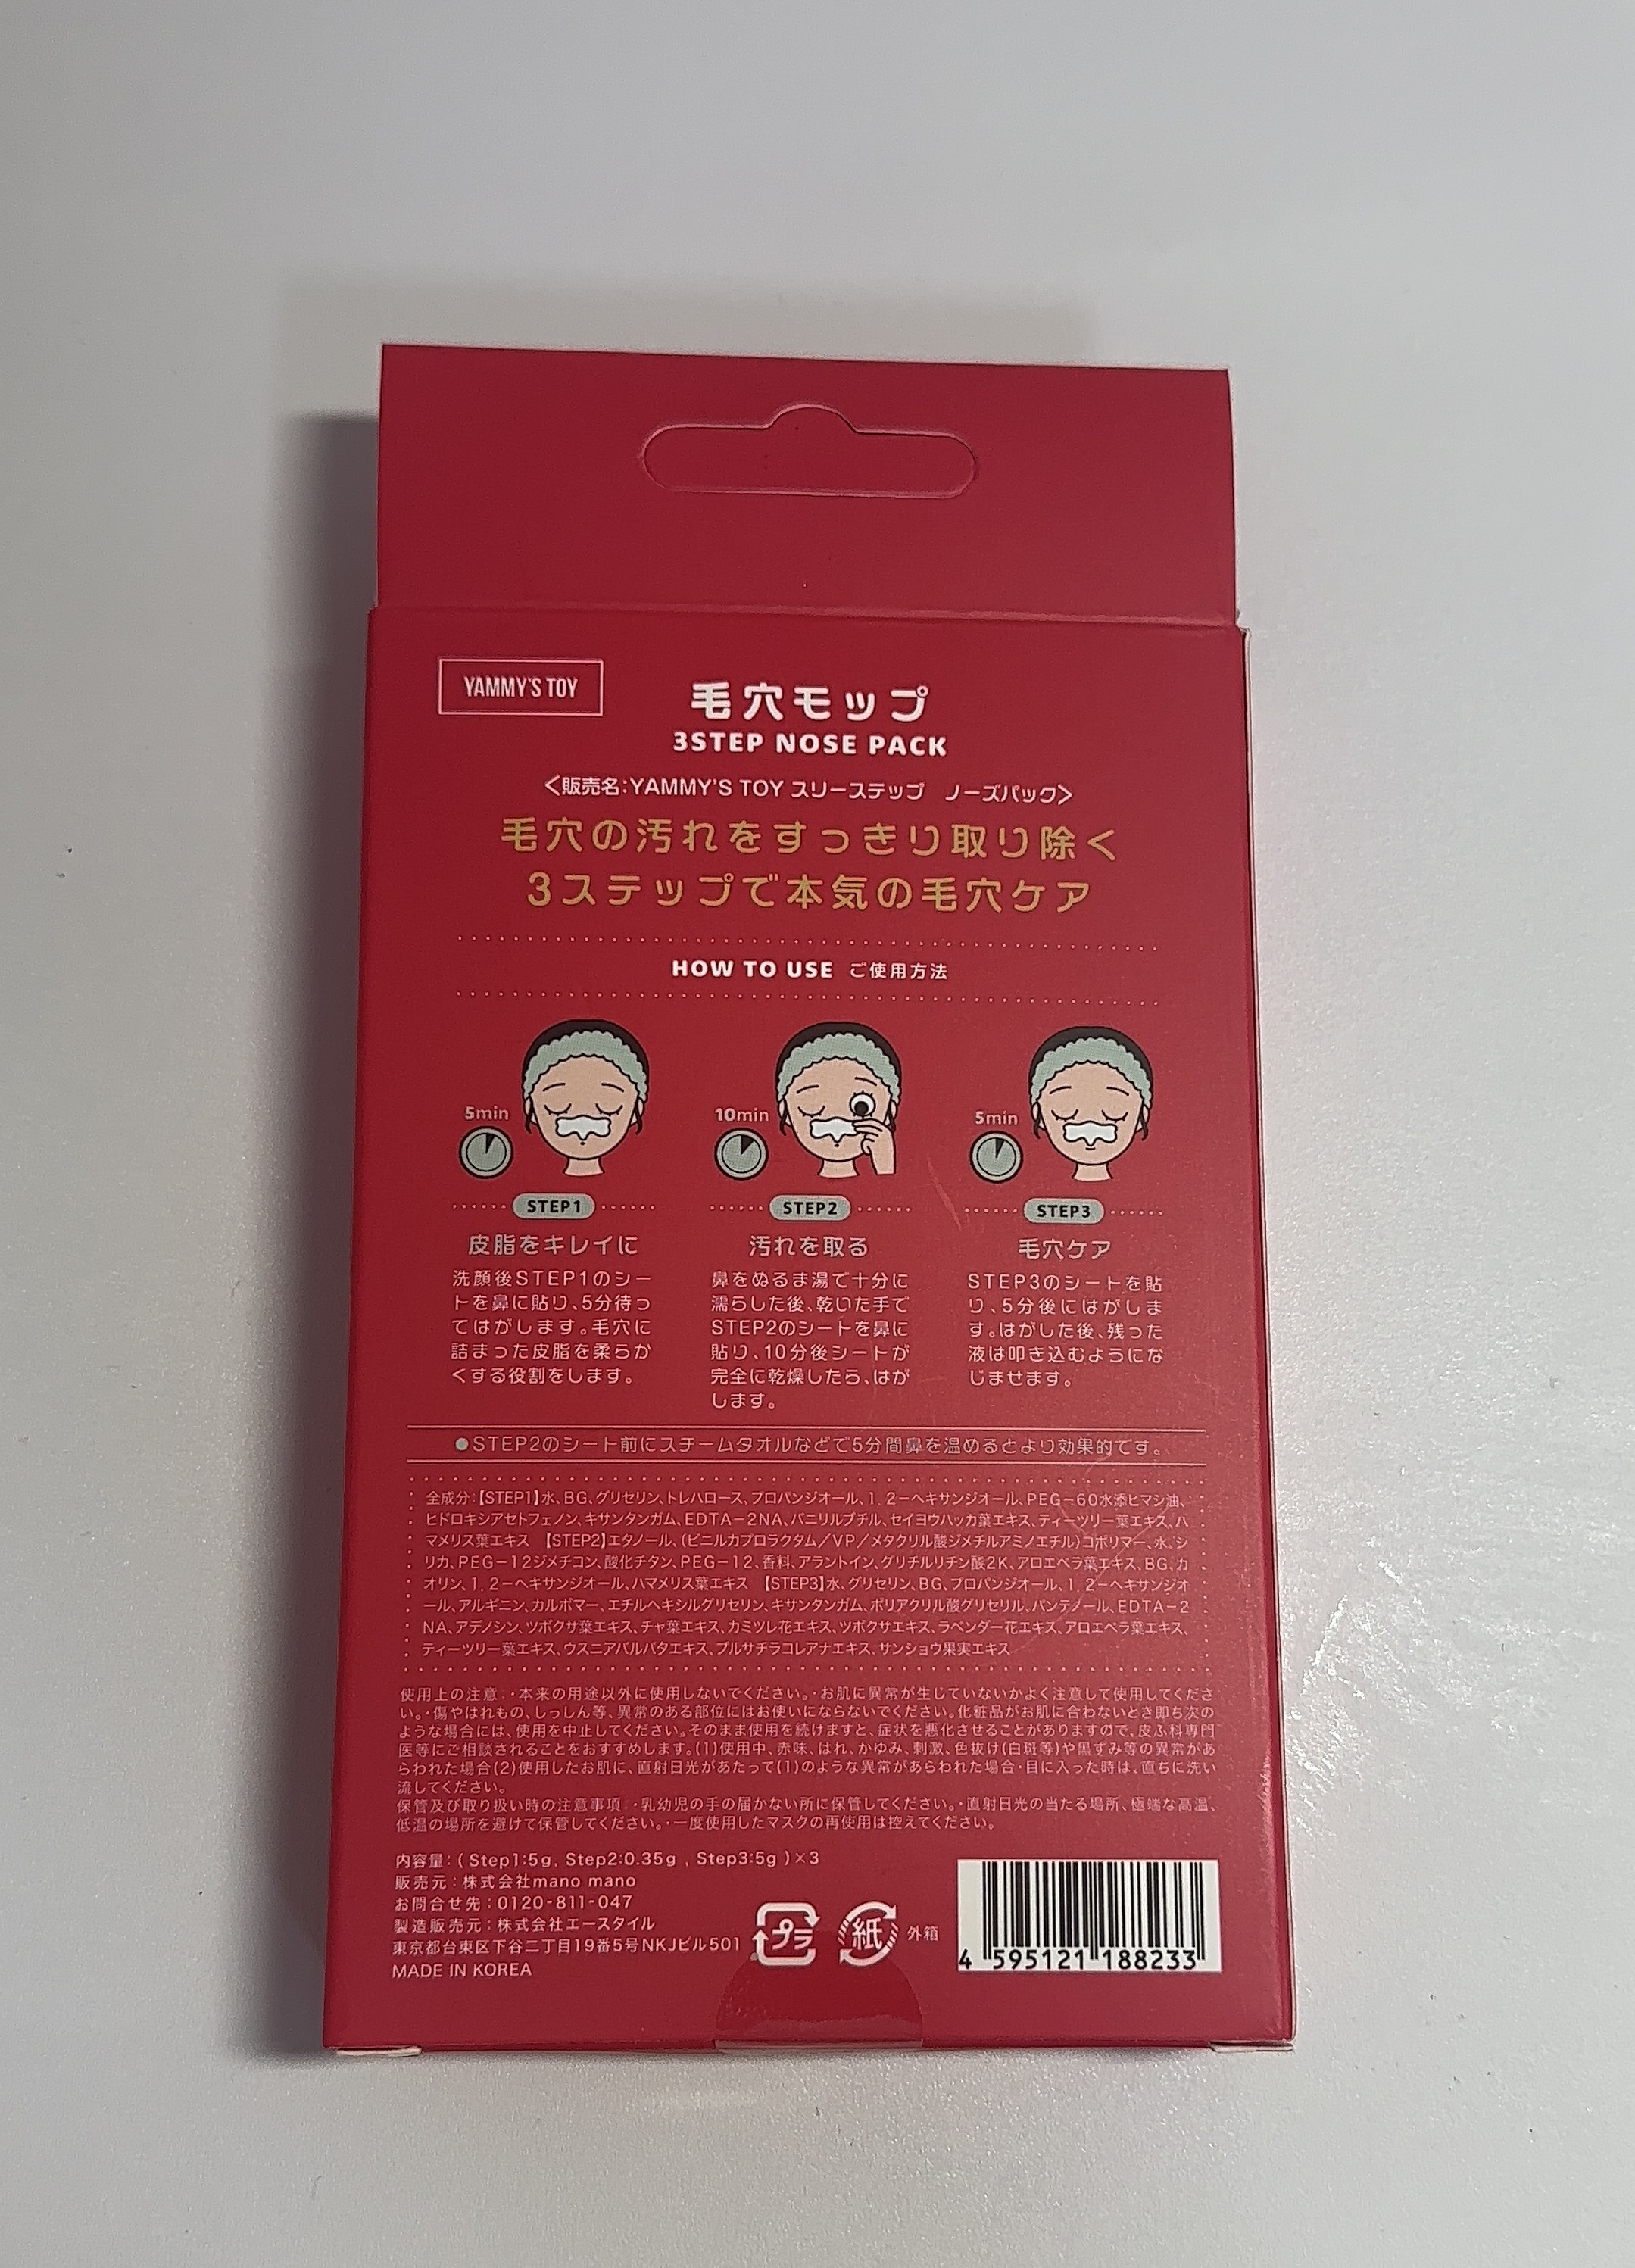 YAMMY'S TOY
毛穴モップ
3STEP NOSE PACK
<販売名:YAMMY'S TOY スリーステップ ノーズパック>
毛穴の汚れをすっきり取り除く
3ステップで本気の毛穴ケア
HOW TO USE ご使用方法
5min
STEP1
皮脂をキレイに
洗顔後STEP1のシー
トを鼻に貼り、5分待っ
てはがします。毛穴に
詰まった皮脂を柔らか
くする役割をします。
10min
STEP2
汚れを取る
鼻をぬるま湯で十分に
濡らした後、乾いた手で
STEP2のシートを鼻に
貼り、10分後シートが
完全に乾燥したら、はが
します。
5min
STEP3
毛穴ケア
STEP3のシートを貼
り、5分後にはがしま
す。はがした後、残った
液は叩き込むようにな
じませます。
●STEP2のシート前にスチームタオルなどで5分間鼻を温めるとより効果的です。
全成分:【STEP1】水、BG、グリセリン、トレハロース、プロパンジオール、1,2-ヘキサンジオール、PEG-60水添ヒマシ油、
ヒドロキシアセトフェノン、キサンタンガム、EDTA-2NA、バニリルブチル、セイヨウハッカ葉エキス、ティーツリー葉エキス、ハ
マメリス葉エキス 【STEP2】エタノール、(ビニルカプロラクタム/VP/メタクリル酸ジメチルアミノエチル)コポリマー、水、シ
リカ、PEG-12ジメチコン、酸化チタン、PEG-12、香料、アラントイン、グリチルリチン酸2K、アロエベラ葉エキス、BG、カ
オリン、1,2-ヘキサンジオール、ハマメリス葉エキス 【STEP3】水、グリセリン、BG、プロパンジオール、1,2-ヘキサンジオ
ール、アルギニン、カルボマー、エチルヘキシルグリセリン、キサンタンガム、ポリアクリル酸グリセリル、パンテノール、EDTA-2
NA、アデノシン、ツボクサ葉エキス、チャ葉エキス、カミツレ花エキス、ツボクサエキス、ラベンダー花エキス、アロエベラ葉エキス、
ティーツリー葉エキス、ウスニアバルバタエキス、プルサチラコレアナエキス、サンショウ果実エキス
使用上の注意:・本来の用途以外に使用しないでください。・お肌に異常が生じていないかよく注意して使用してくださ
い。・傷やはれもの、しっしん等、異常のある部位にはお使いにならないでください。化粧品がお肌に合わないとき即ち次の
ような場合には、使用を中止してください。そのまま使用を続けますと、症状を悪化させることがありますので、皮ふ科専門
医等にご相談されることをおすすめします。(1)使用中、赤味、はれ、かゆみ、刺激、色抜け(白斑等)や黒ずみ等の異常があ
らわれた場合(2)使用したお肌に、直射日光があたって(1)のような異常があらわれた場合・目に入った時は、直ちに洗い
流してください。
保管及び取り扱い時の注意事項:・乳幼児の手の届かない所に保管してください。・直射日光の当たる場所、極端な高温、
低温の場所を避けて保管してください。・一度使用したマスクの再使用は控えてください。
内容量:(Step1:5g, Step2:0.35g , Step3:5g )×3
販売元:株式会社mano mano
お問合せ先:0120-811-047
製造販売元:株式会社エースタイル
東京都台東区下谷二丁目19番5号NKJビル501
MADE IN KOREA
プラ
紙
外箱
4 595121 188233